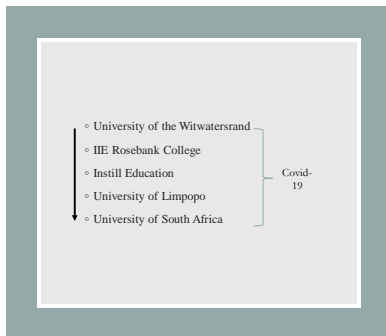 ◦ University of the Witwatersrand
◦ IIE Rosebank College
◦ Instill Education
◦ University of Limpopo
◦ University of South Africa
Covid-
19